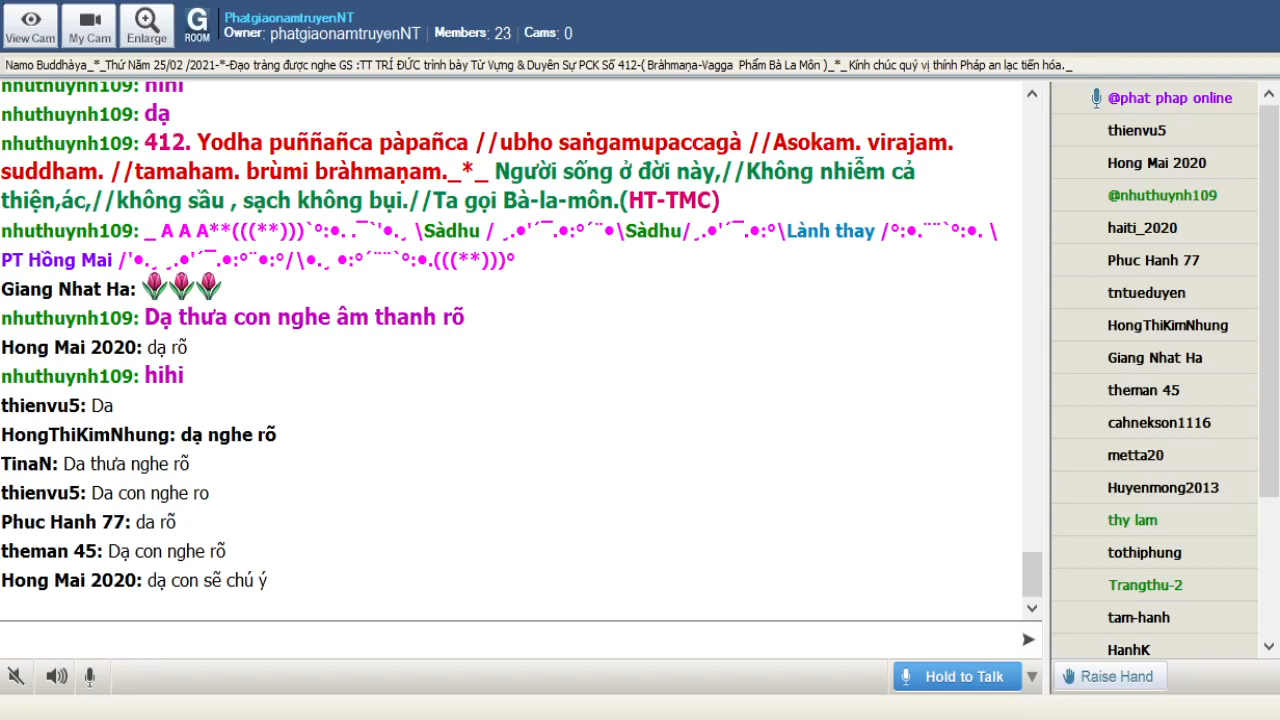 View Cam
My Cam
Enlarge
G
ROOM
PhatgiaonamtruyenNT
Owner: phatgiaonamtruyenNT | Members: 23 | Cams: 0
Namo Buddhàya_*_Thứ Năm 25/02 /2021-*-Đạo tràng được nghe GS :TT TRÍ ĐỨC trình bày Từ Vựng & Duyên Sự PCK Số 412-( Bràhmaṇa-Vagga Phẩm Bà La Môn )_*_ Kính chúc quý vị thính Pháp an lạc tiến hóa._
nhuthuynh109: hihi
nhuthuynh109: dạ
nhuthuynh109: 412. Yodha puññañca pàpañca //ubho saṅgamupaccagà //Asokam. virajam.
suddham. //tamaham. brùmi bràhmaṇam._*_ Người sống ở đời này,//Không nhiễm cả
thiện,ác,//không sầu , sạch không bụi.//Ta gọi Bà-la-môn.(HT-TMC)
nhuthuynh109: _ A A A**(((**)))`°:•. .¯`'•.¸ \Sàdhu / ¸.•'´¯.•:°´¨•\Sàdhu/¸.•'´¯.•:°\Lành thay /°:•.¨¨`°:•. \
PT Hồng Mai /'•.¸ ¸.•'´¯.•:°¨•:°/\•.¸ •:°´¨¨`°:•.(((**)))°
Giang Nhat Ha:
nhuthuynh109: Dạ thưa con nghe âm thanh rõ
Hong Mai 2020: dạ rõ
nhuthuynh109: hihi
thienvu5: Da
HongThiKimNhung: dạ nghe rõ
TinaN: Da thưa nghe rõ
thienvu5: Da con nghe ro
Phuc Hanh 77: da rõ
theman 45: Dạ con nghe rõ
Hong Mai 2020: dạ con sẽ chú ý
Hold to Talk
@phat phap online
thienvu5
Hong Mai 2020
@nhuthuynh109
haiti_2020
Phuc Hanh 77
tntueduyen
HongThiKimNhung
Giang Nhat Ha
theman 45
cahnekson1116
metta20
Huyenmong2013
thy lam
tothiphung
Trangthu-2
tam-hanh
HanhK
Raise Hand